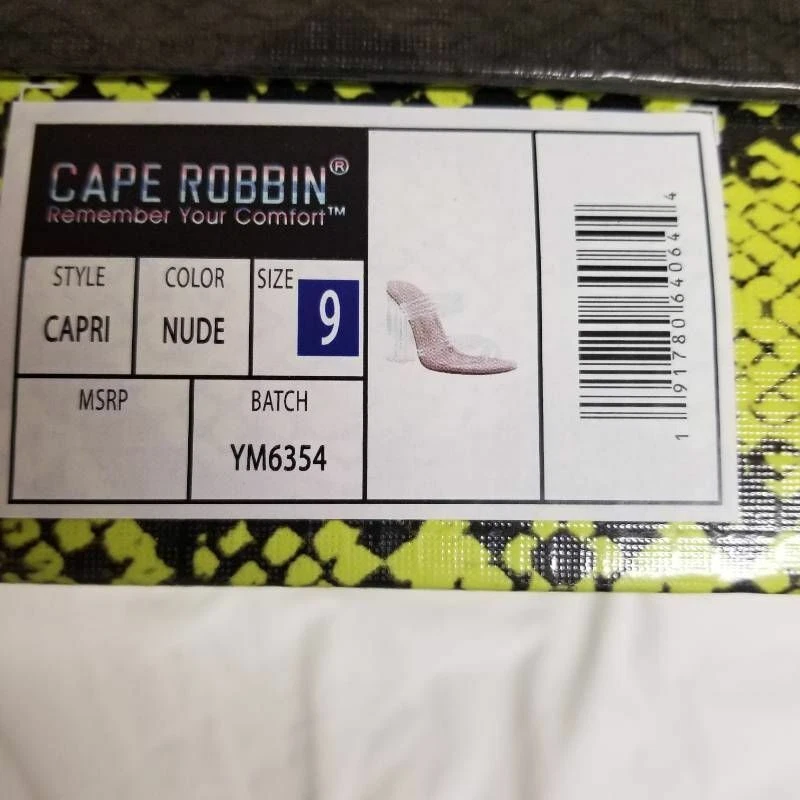 CAPE ROBBIN®
Remember Your Comfort™
STYLE
CAPRI
COLOR
NUDE
SIZE
9
MSRP
BATCH
YM6354
1 91780 64064 4